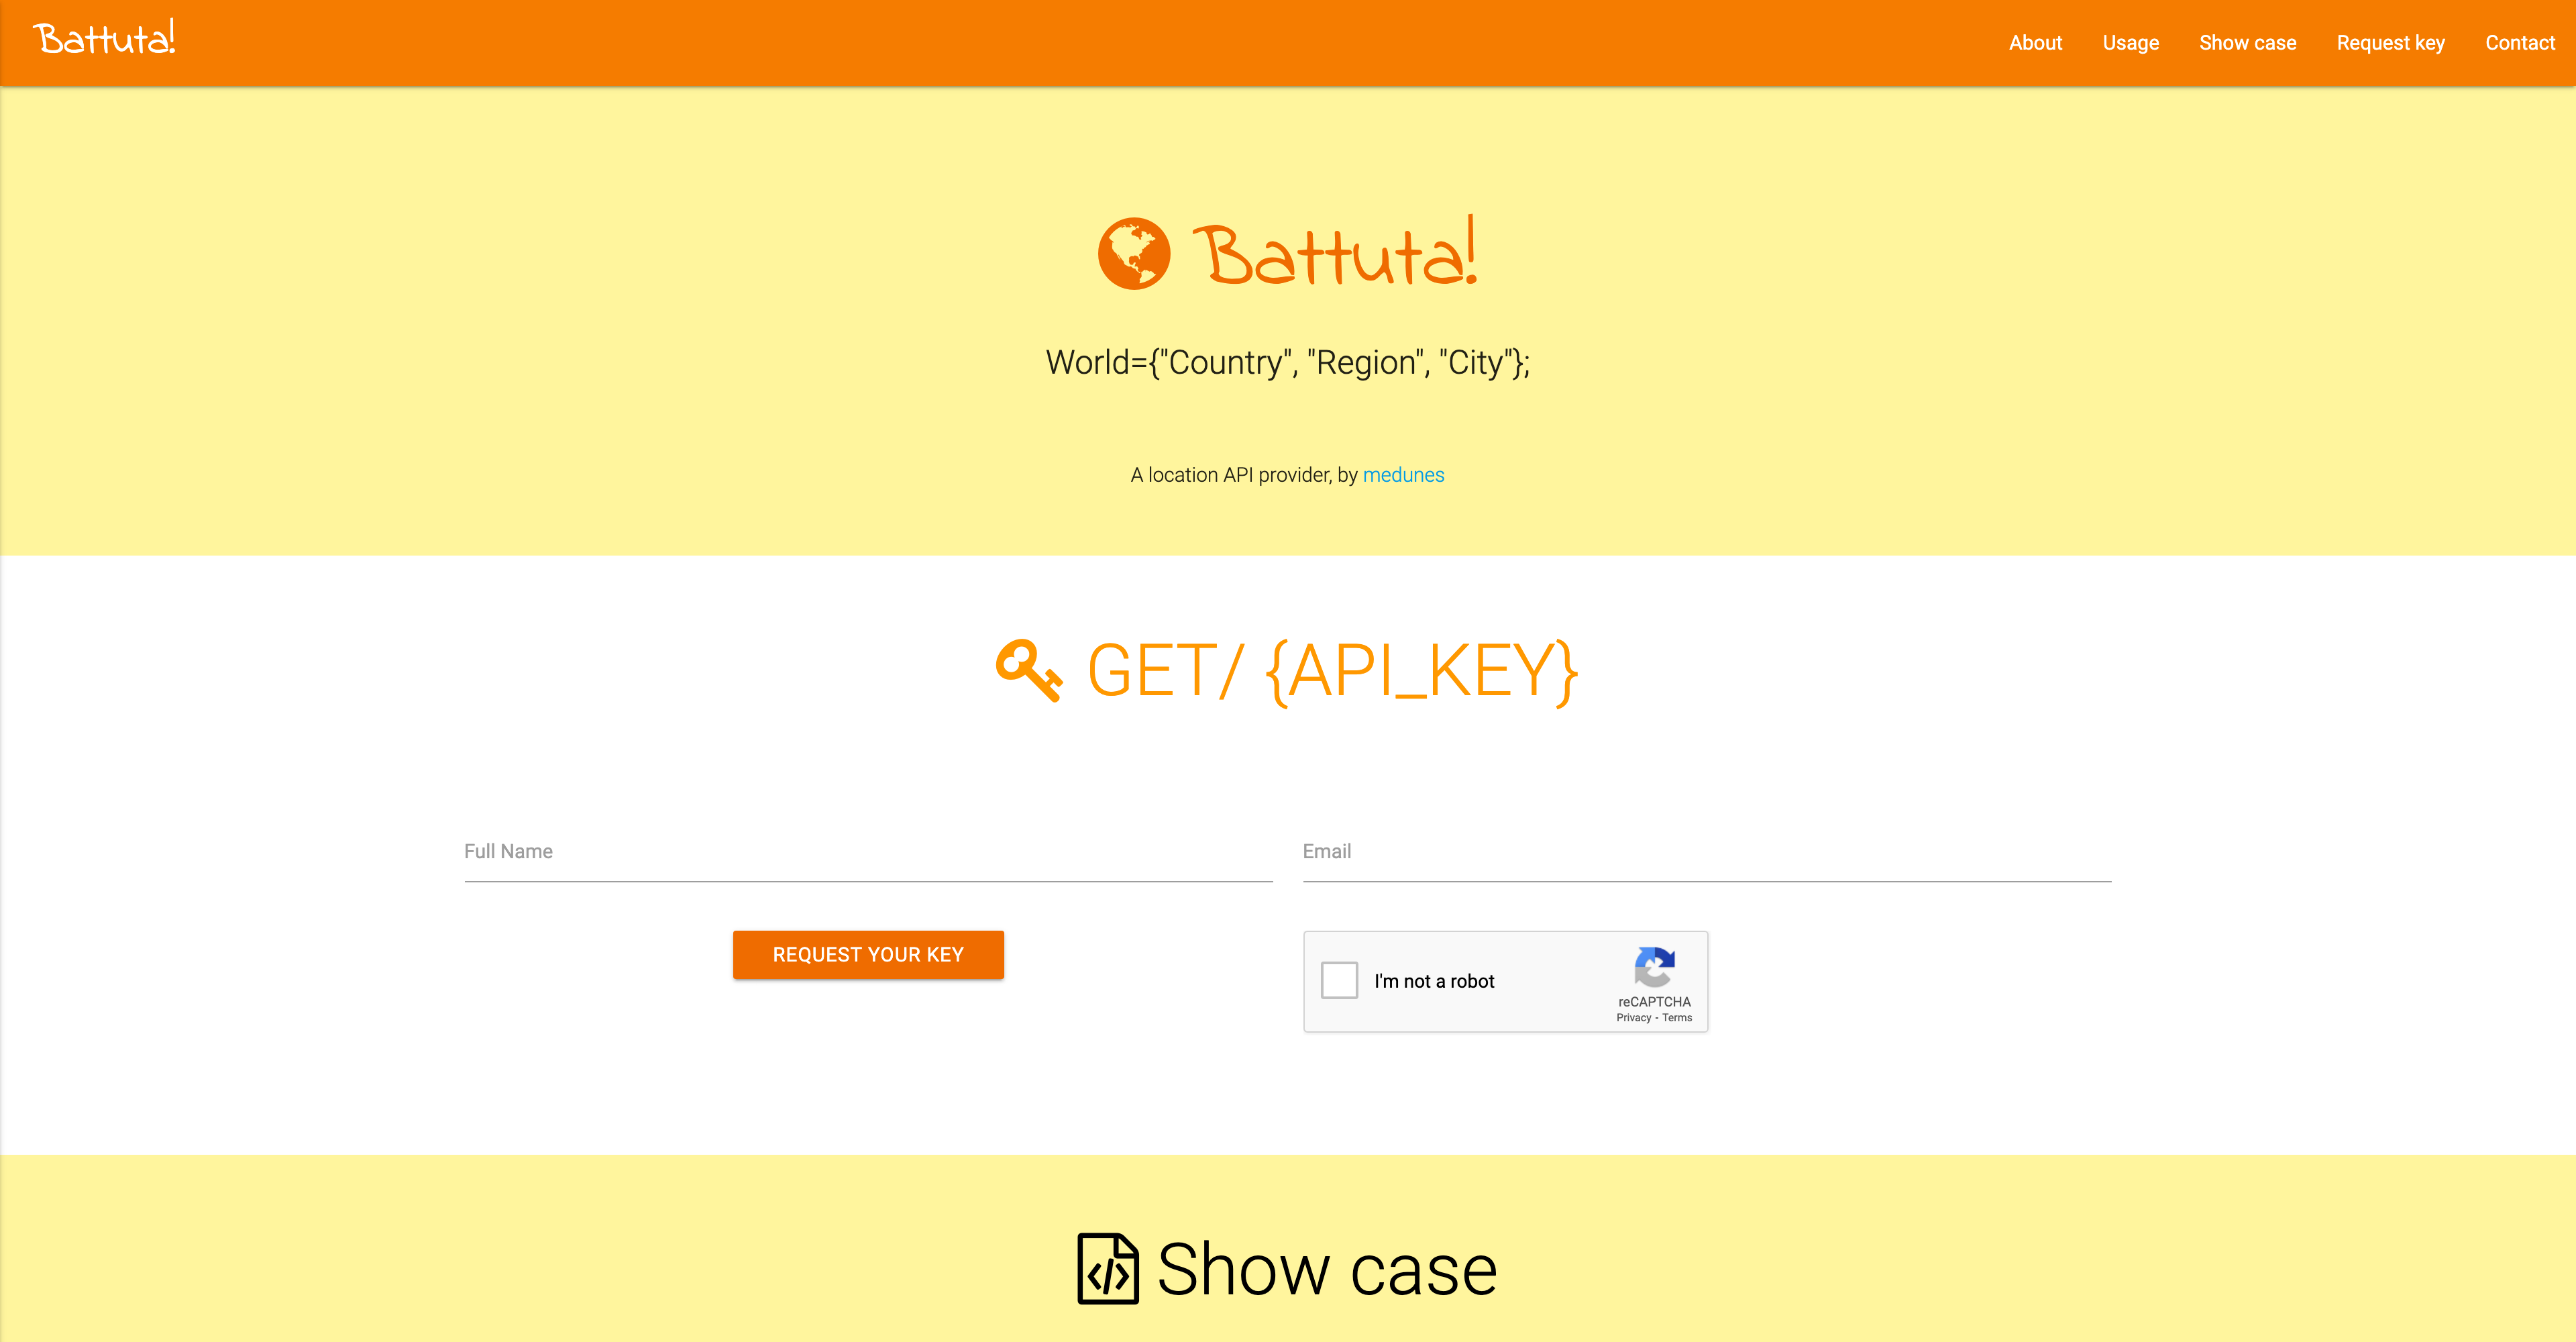 Battuta!
About
Usage
Show case
Request key
Contact
Battuta!
World={"Country", "Region", "City"};
A location API provider, by medunes
GET/ {API_KEY}
Full Name
Email
REQUEST YOUR KEY
I'm not a robot
reCAPTCHA
Privacy - Terms
</>
Show case